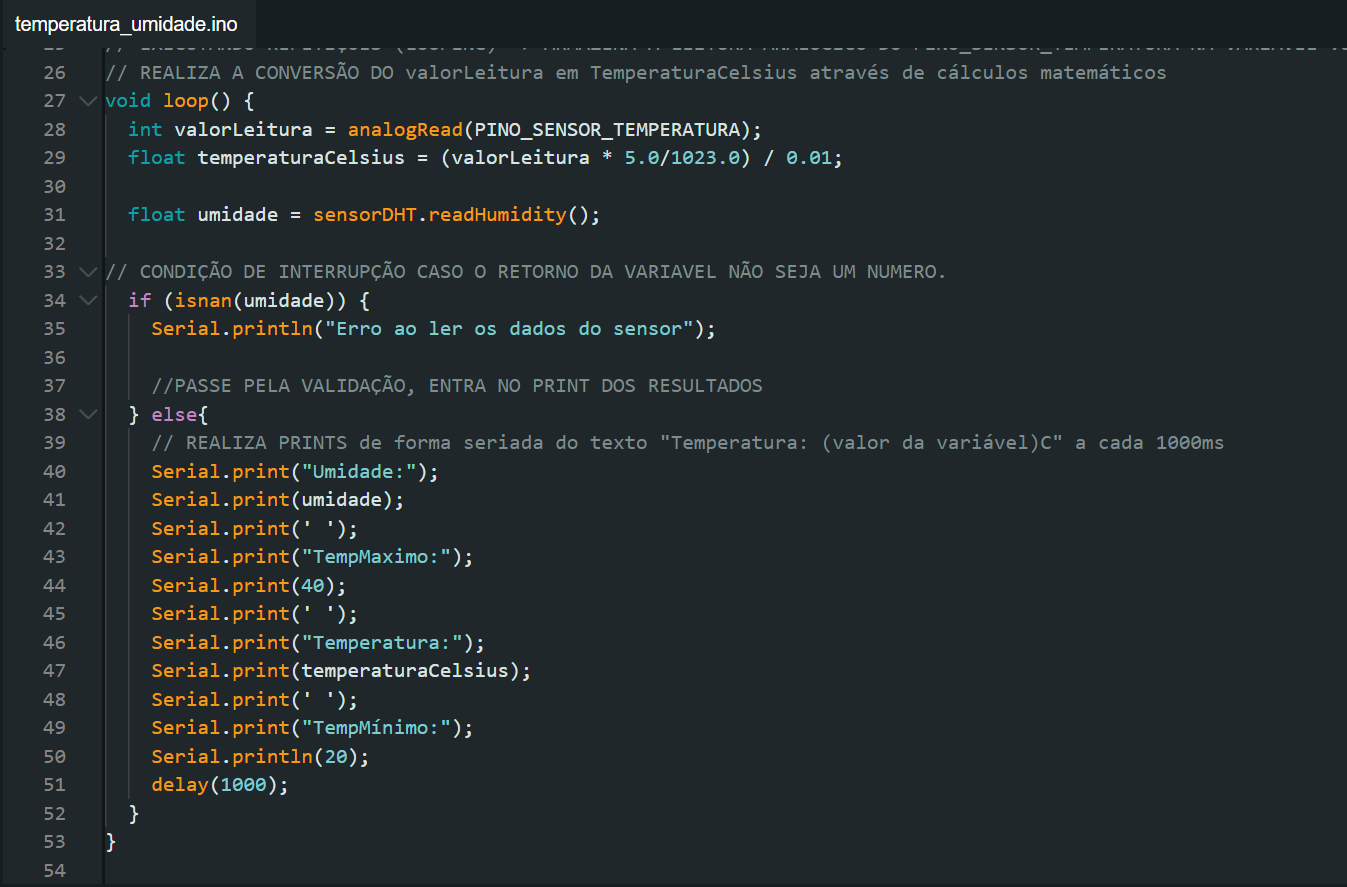 temperatura_umidade.ino
26 // REALIZA A CONVERSÃO DO valorLeitura em TemperaturaCelsius através de cálculos matemáticos
27 void loop() {
28 int valorLeitura = analogRead(PINO_SENSOR_TEMPERATURA);
29 float temperaturaCelsius = (valorLeitura * 5.0/1023.0) / 0.01;
30
31 float umidade = sensorDHT.readHumidity();
32
33 // CONDIÇÃO DE INTERRUPÇÃO CASO O RETORNO DA VARIAVEL NÃO SEJA UM NUMERO.
34 if (isnan(umidade)) {
35 Serial.println("Erro ao ler os dados do sensor");
36
37 //PASSE PELA VALIDAÇÃO, ENTRA NO PRINT DOS RESULTADOS
38 } else{
39 // REALIZA PRINTS de forma seriada do texto "Temperatura: (valor da variável)C" a cada 1000ms
40 Serial.print("Umidade:");
41 Serial.print(umidade);
42 Serial.print(' ');
43 Serial.print("TempMaximo:");
44 Serial.print(40);
45 Serial.print(' ');
46 Serial.print("Temperatura:");
47 Serial.print(temperaturaCelsius);
48 Serial.print(' ');
49 Serial.print("TempMínimo:");
50 Serial.println(20);
51 delay(1000);
52 }
53 }
54